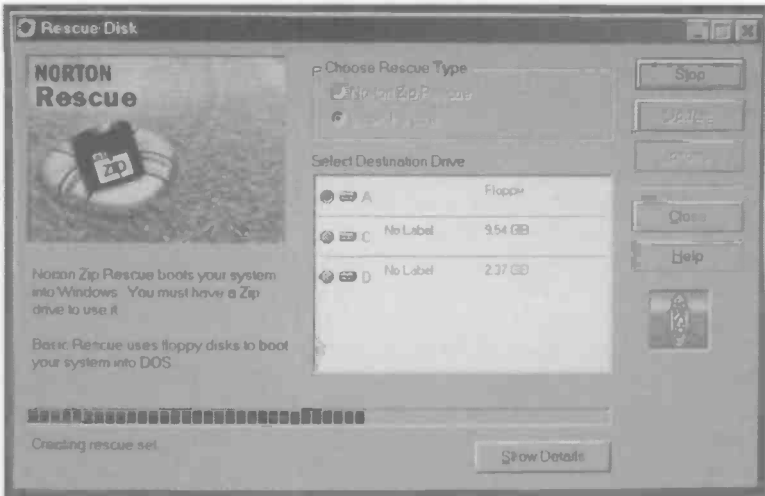 Rescue Disk
NORTON
Rescue
zip
Choose Rescue Type
Norton Zip Rescue
Stop
Select Destination Drive
A Floppy
C No Label 9.54 GB
D No Label 2.37 GB
Close
Help
Norton Zip Rescue boots your system
into Windows. You must have a Zip
drive to use it
Basic Rescue uses floppy disks to boot
your system into DOS
Creating rescue set
Show Details